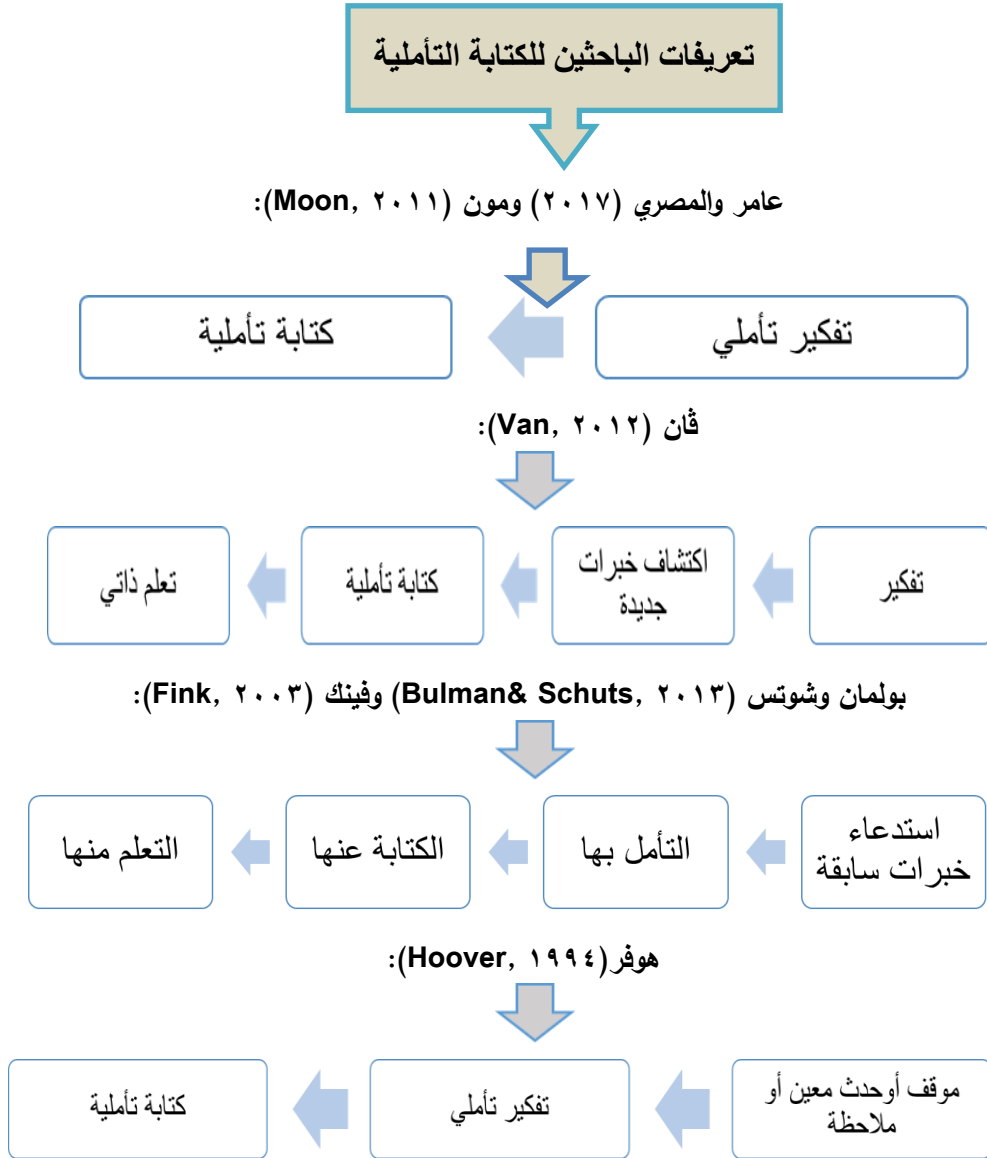 تعريفات الباحثين للكتابة التأملية
عامر والمصري (٢٠١٧) ومون (Moon, ٢٠١١):
تفكير تأملي
كتابة تأملية
ڤان (Van, ٢٠١٢):
تفكير
اكتشاف خبرات
جديدة
كتابة تأملية
تعلم ذاتي
بولمان وشوتس (Bulman& Schuts, ٢٠١٣) وفينك (Fink, ٢٠٠٣):
استدعاء
خبرات سابقة
التأمل بها
الكتابة عنها
التعلم منها
هوفر(Hoover, ١٩٩٤):
موقف أوحدث معين أو
ملاحظة
تفكير تأملي
كتابة تأملية